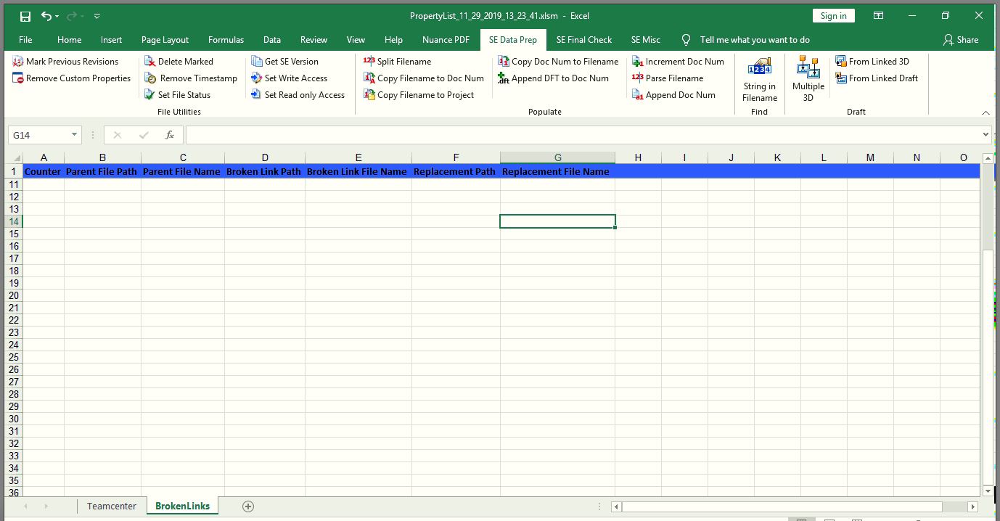 PropertyList_11_29_2019_13_23_41.xlsm - Excel
Sign in
File Home Insert Page Layout Formulas Data Review View Help Nuance PDF SE Data Prep SE Final Check SE Misc Tell me what you want to do Share
Mark Previous Revisions Delete Marked Get SE Version Split Filename Copy Doc Num to Filename Increment Doc Num From Linked 3D
Remove Custom Properties Remove Timestamp Set Write Access Copy Filename to Doc Num Append DFT to Doc Num Parse Filename From Linked Draft
Set File Status Set Read only Access Copy Filename to Project Append Doc Num
String in Filename
Multiple 3D
File Utilities Populate Find Draft
G14 fx
A B C D E F G H I J K L M N O
1 Counter Parent File Path Parent File Name Broken Link Path Broken Link File Name Replacement Path Replacement File Name
11
12
13
14
15
16
17
18
19
20
21
22
23
24
25
26
27
28
29
30
31
32
33
34
35
36
Teamcenter BrokenLinks